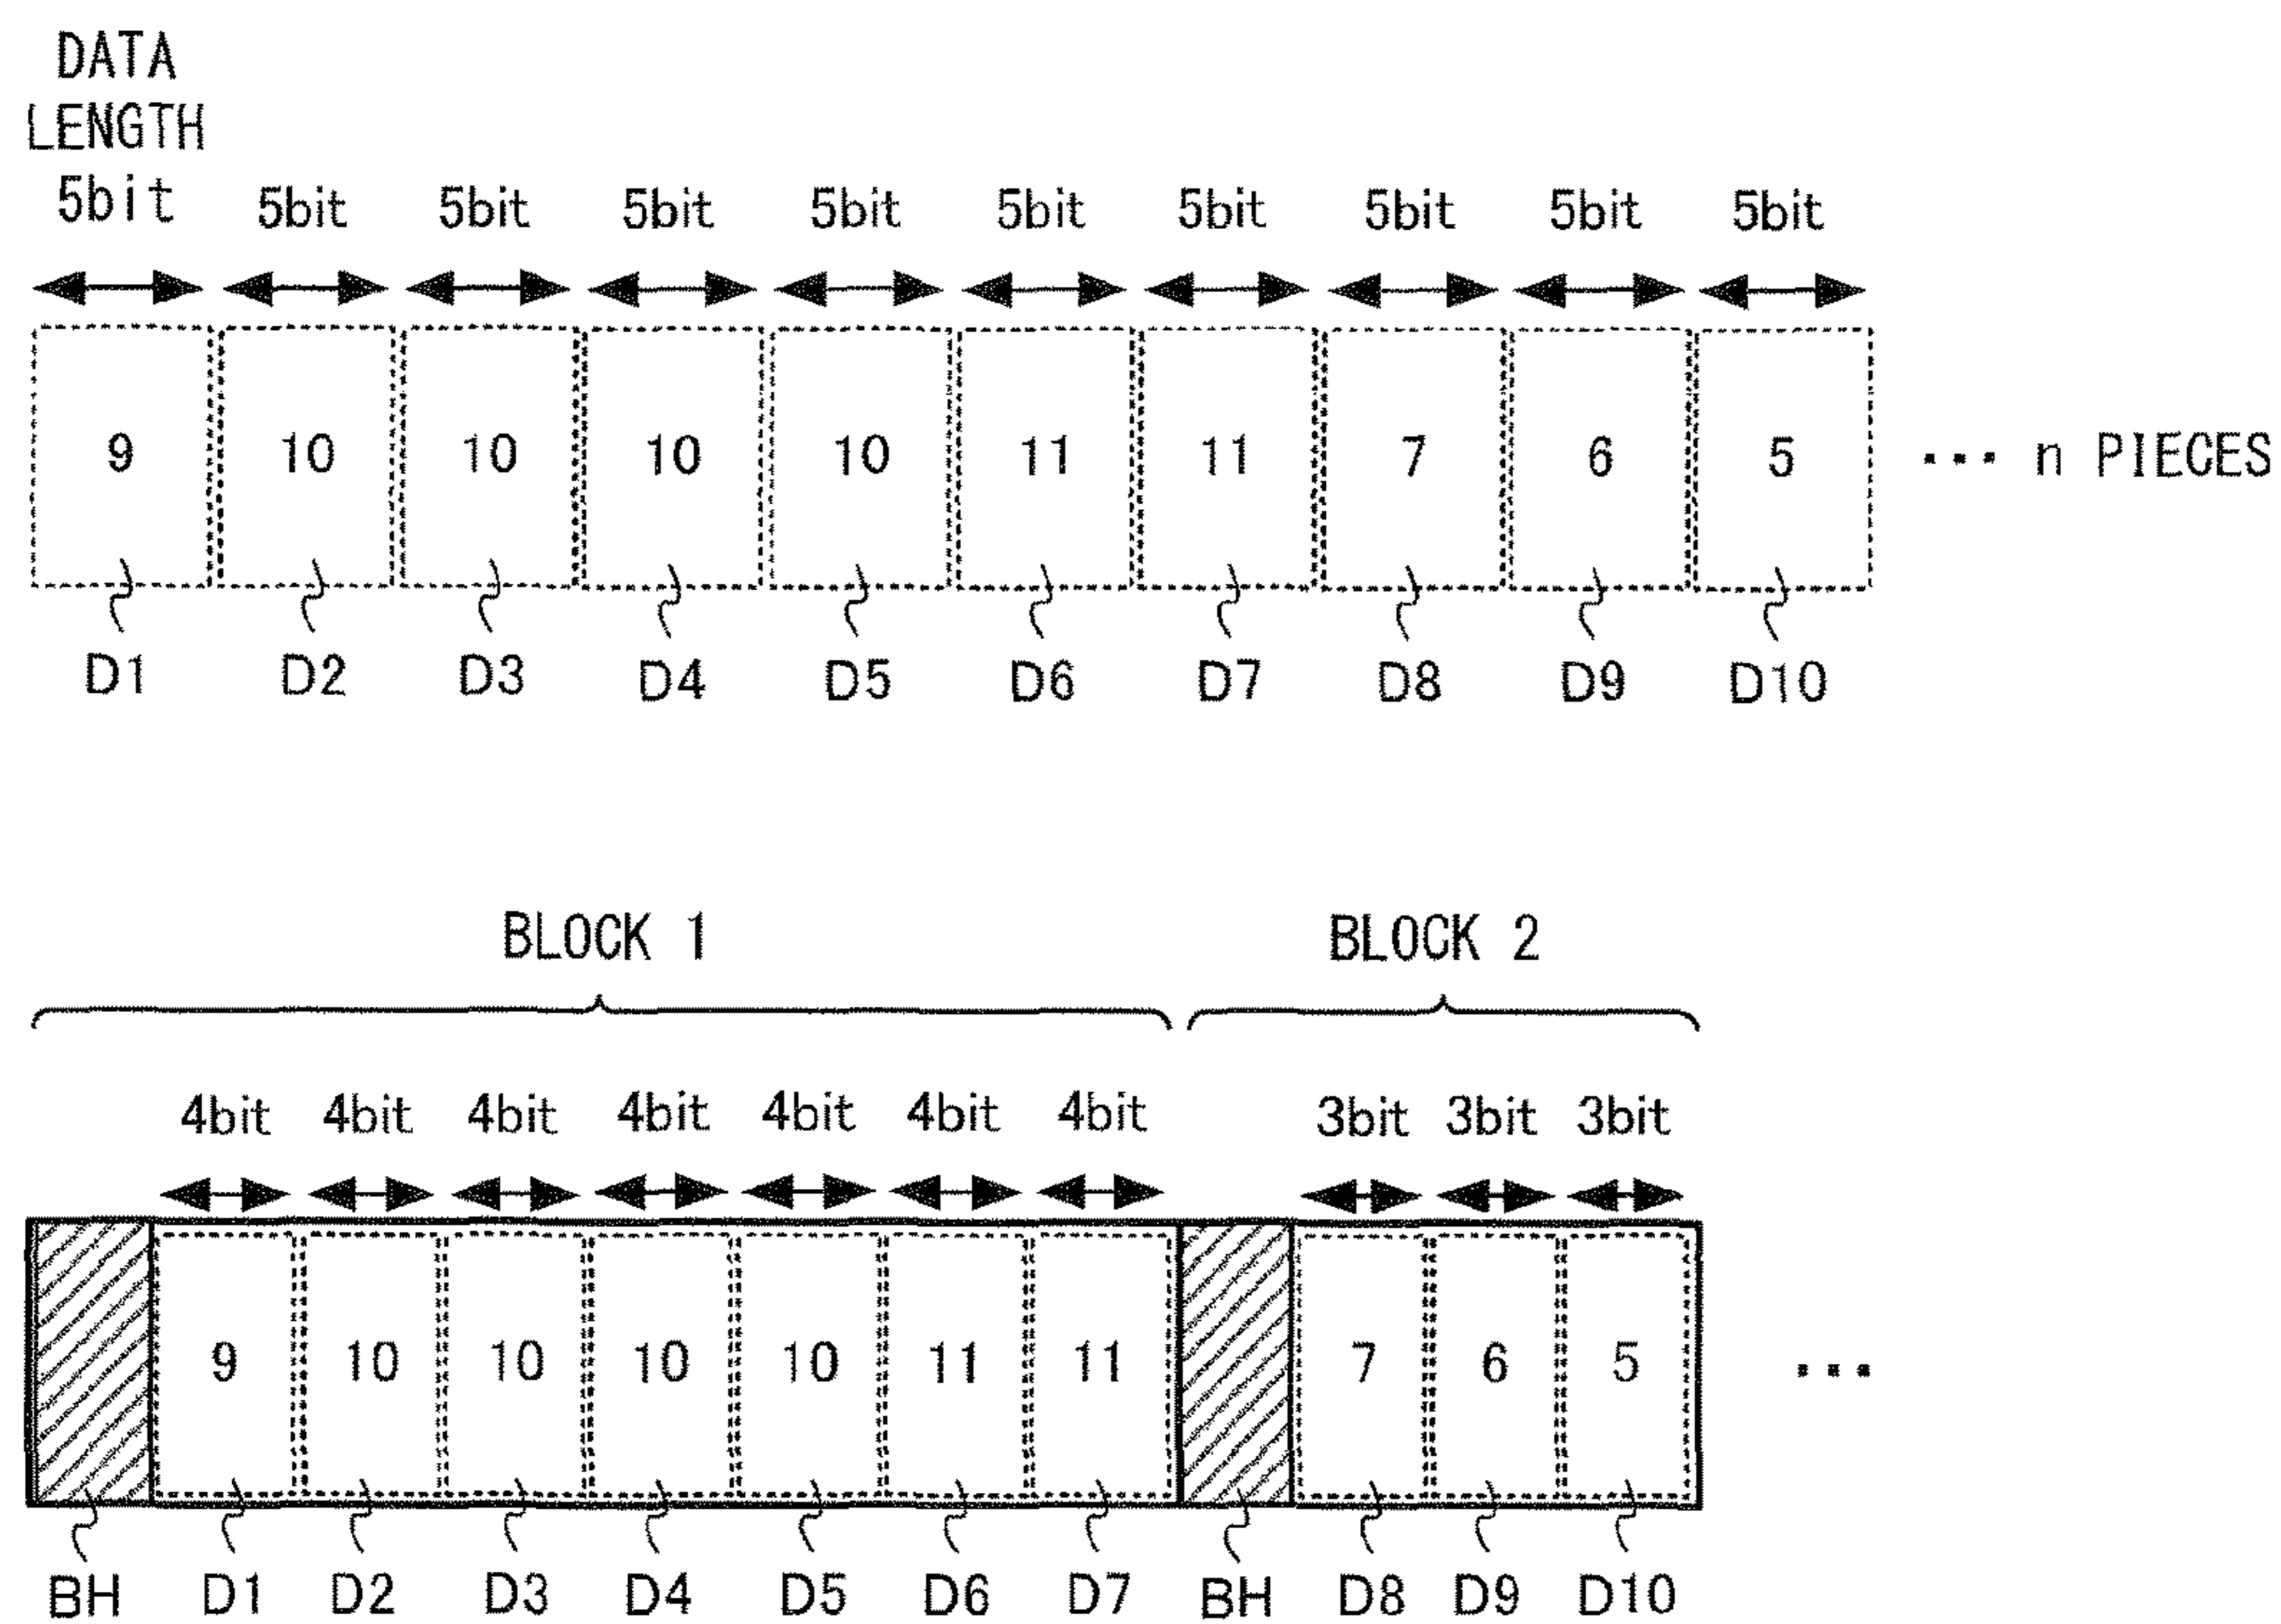 DATA
LENGTH
5bit 5bit 5bit 5bit 5bit 5bit 5bit 5bit 5bit 5bit
9 10 10 10 10 11 11 7 6 5 ... n PIECES
D1 D2 D3 D4 D5 D6 D7 D8 D9 D10
BLOCK 1 BLOCK 2
4bit 4bit 4bit 4bit 4bit 4bit 4bit 3bit 3bit 3bit
9 10 10 10 10 11 11 7 6 5 ...
BH D1 D2 D3 D4 D5 D6 D7 BH D8 D9 D10